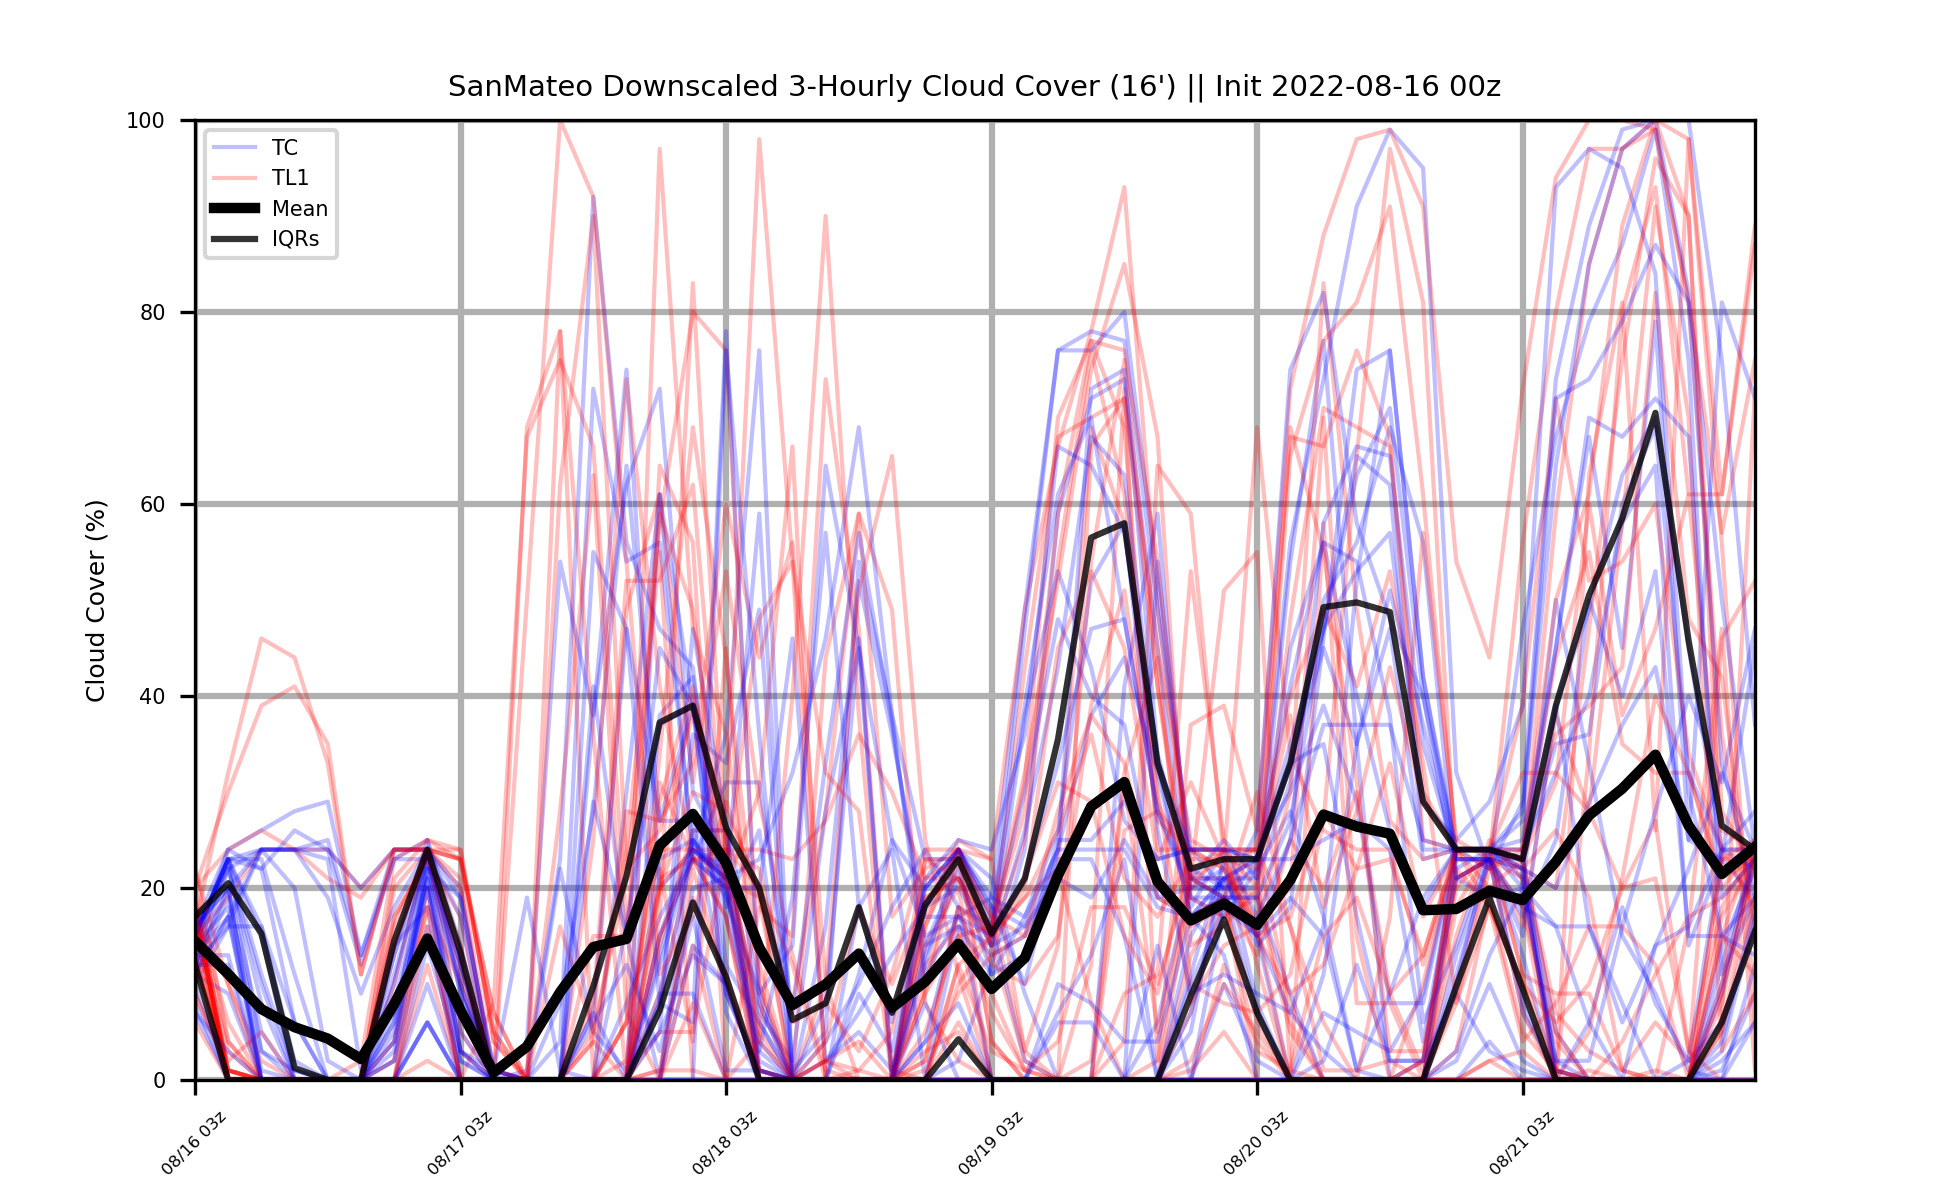 SanMateo Downscaled 3-Hourly Cloud Cover (16') || Init 2022-08-16 00z
100
80
60
40
20
0
Cloud Cover (%)
TC
TL1
Mean
IQRs
08/16 03z
08/17 03z
08/18 03z
08/19 03z
08/20 03z
08/21 03z